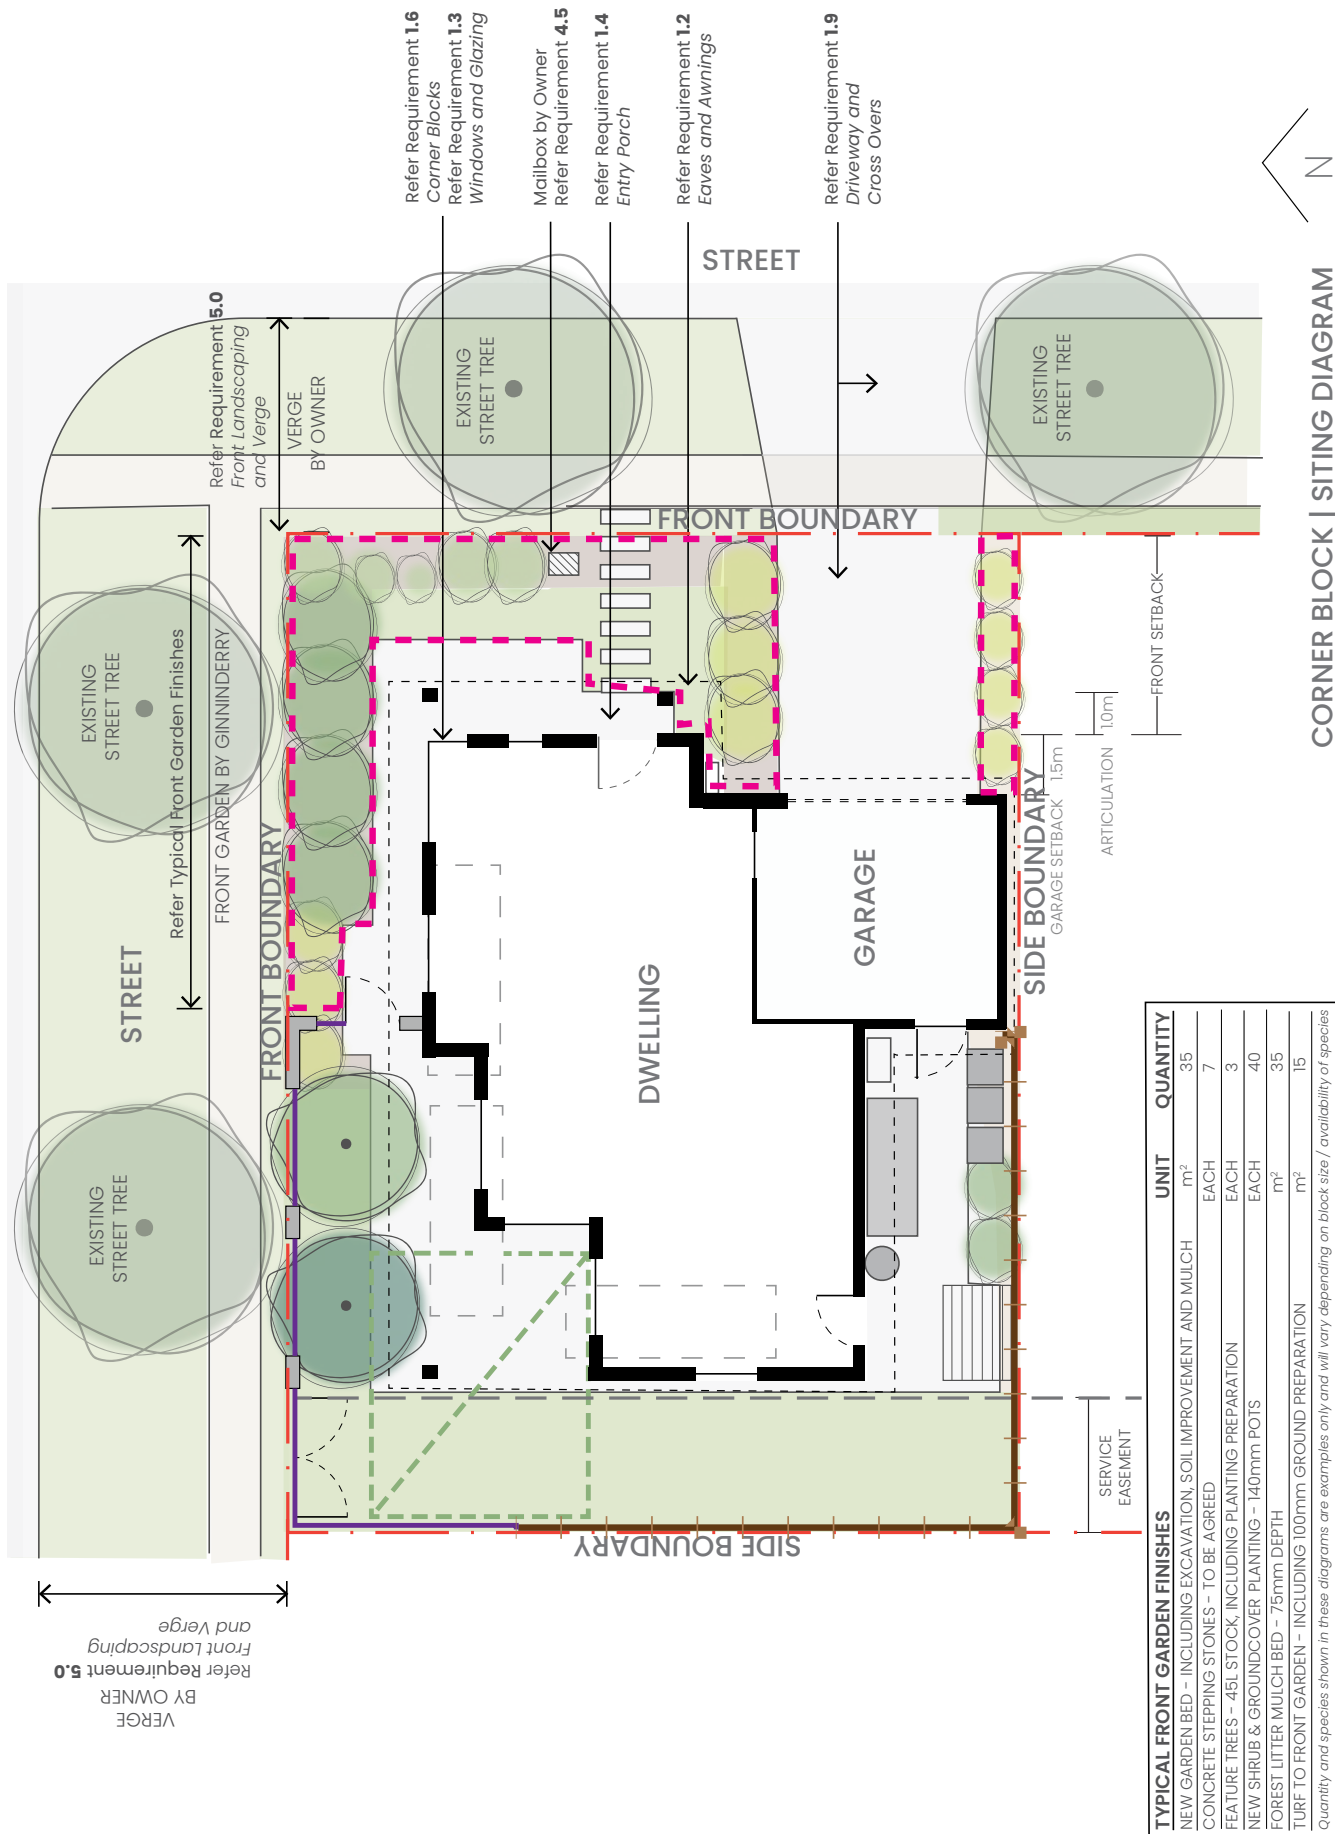 Refer Requirement 1.6
Corner Blocks
Refer Requirement 1.3
Windows and Glazing
Mailbox by Owner
Refer Requirement 4.5
Refer Requirement 1.4
Entry Porch
Refer Requirement 1.2
Eaves and Awnings
Refer Requirement 1.9
Driveway and
Cross Overs
N
STREET
Refer Requirement 5.0
Front Landscaping
and Verge
VERGE
BY OWNER
EXISTING
STREET TREE
EXISTING
STREET TREE
FRONT BOUNDARY
EXISTING
STREET TREE
Refer Typical Front Garden Finishes
FRONT GARDEN BY GINNINDERRY
FRONT SETBACK
1.0m
ARTICULATION
1.5m
GARAGE SETBACK
SIDE BOUNDARY
STREET
FRONT BOUNDARY
DWELLING
GARAGE
EXISTING
STREET TREE
SERVICE
EASEMENT
SIDE BOUNDARY
VERGE
BY OWNER
Refer Requirement 5.0
Front Landscaping
and Verge
CORNER BLOCK | SITING DIAGRAM
TYPICAL FRONT GARDEN FINISHES UNIT QUANTITY
NEW GARDEN BED - INCLUDING EXCAVATION, SOIL IMPROVEMENT AND MULCH m² 35
CONCRETE STEPPING STONES - TO BE AGREED EACH 7
FEATURE TREES - 45L STOCK, INCLUDING PLANTING PREPARATION EACH 3
NEW SHRUB & GROUNDCOVER PLANTING - 140mm POTS EACH 40
FOREST LITTER MULCH BED - 75mm DEPTH m² 35
TURF TO FRONT GARDEN - INCLUDING 100mm GROUND PREPARATION m² 15
Quantity and species shown in these diagrams are examples only and will vary depending on block size / availability of species